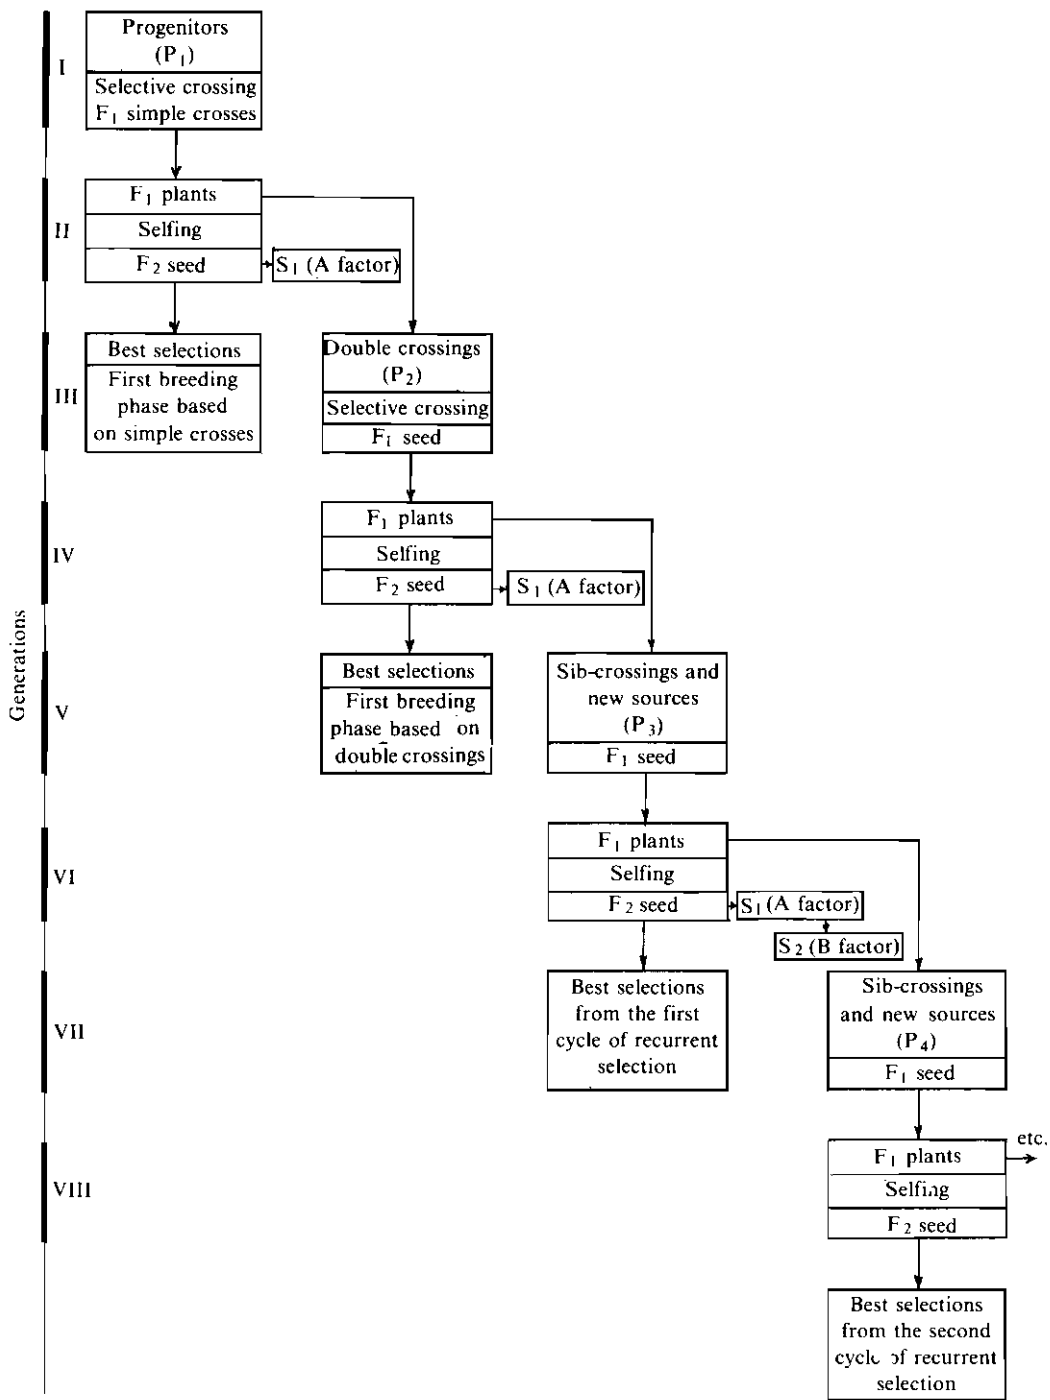 Generations
I
Progenitors
(P₁)
Selective crossing
F₁ simple crosses
II
F₁ plants
Selfing
F₂ seed
S₁ (A factor)
III
Best selections
First breeding
phase based
on simple crosses
Double crossings
(P₂)
Selective crossing
F₁ seed
IV
F₁ plants
Selfing
F₂ seed
S₁ (A factor)
V
Best selections
First breeding
phase based on
double crossings
Sib-crossings and
new sources
(P₃)
F₁ seed
VI
F₁ plants
Selfing
F₂ seed
S₁ (A factor)
S₂ (B factor)
VII
Best selections
from the first
cycle of recurrent
selection
Sib-crossings
and new sources
(P₄)
F₁ seed
VIII
F₁ plants
etc.
Selfing
F₂ seed
Best selections
from the second
cycle of recurrent
selection